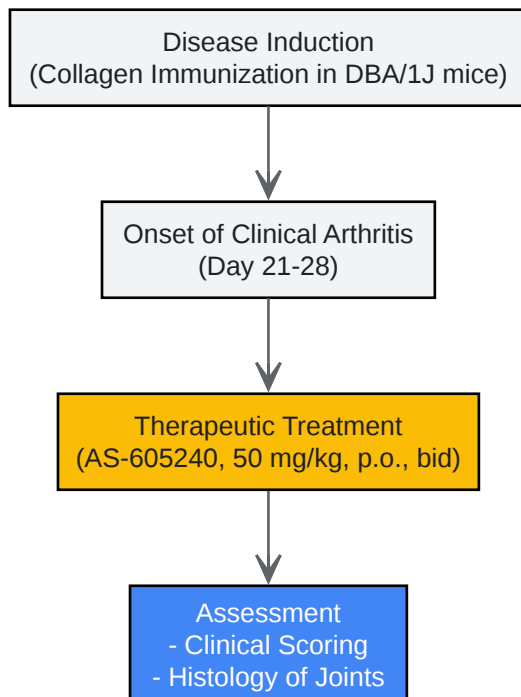 Disease Induction
(Collagen Immunization in DBA/1J mice)
Onset of Clinical Arthritis
(Day 21-28)
Therapeutic Treatment
(AS-605240, 50 mg/kg, p.o., bid)
Assessment
- Clinical Scoring
- Histology of Joints